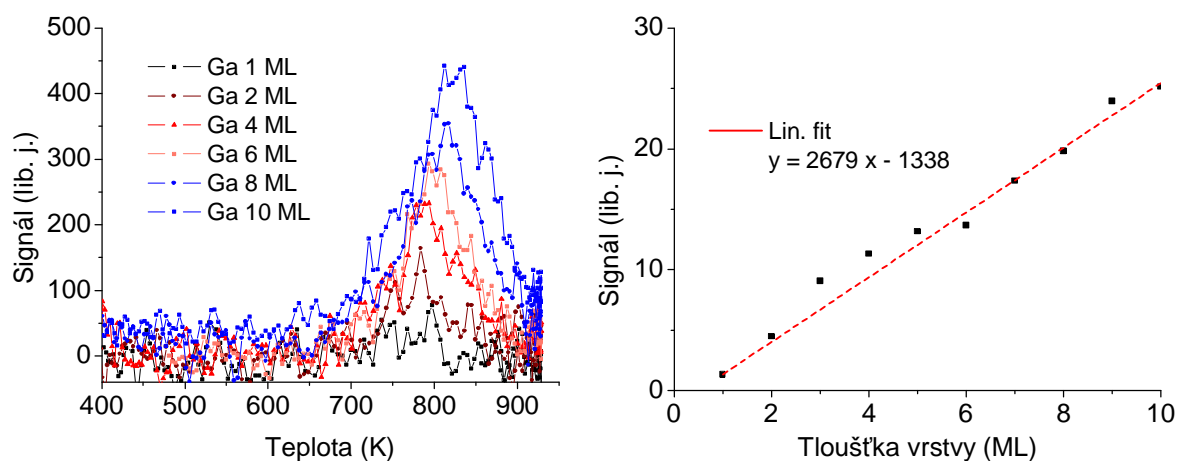 500
400
300
200
100
0
Signál (lib. j.)
Ga 1 ML
Ga 2 ML
Ga 4 ML
Ga 6 ML
Ga 8 ML
Ga 10 ML
400 500 600 700 800 900
Teplota (K)
30
20
10
0
Signál (lib. j.)
Lin. fit
y = 2679 x - 1338
0 2 4 6 8 10
Tloušťka vrstvy (ML)